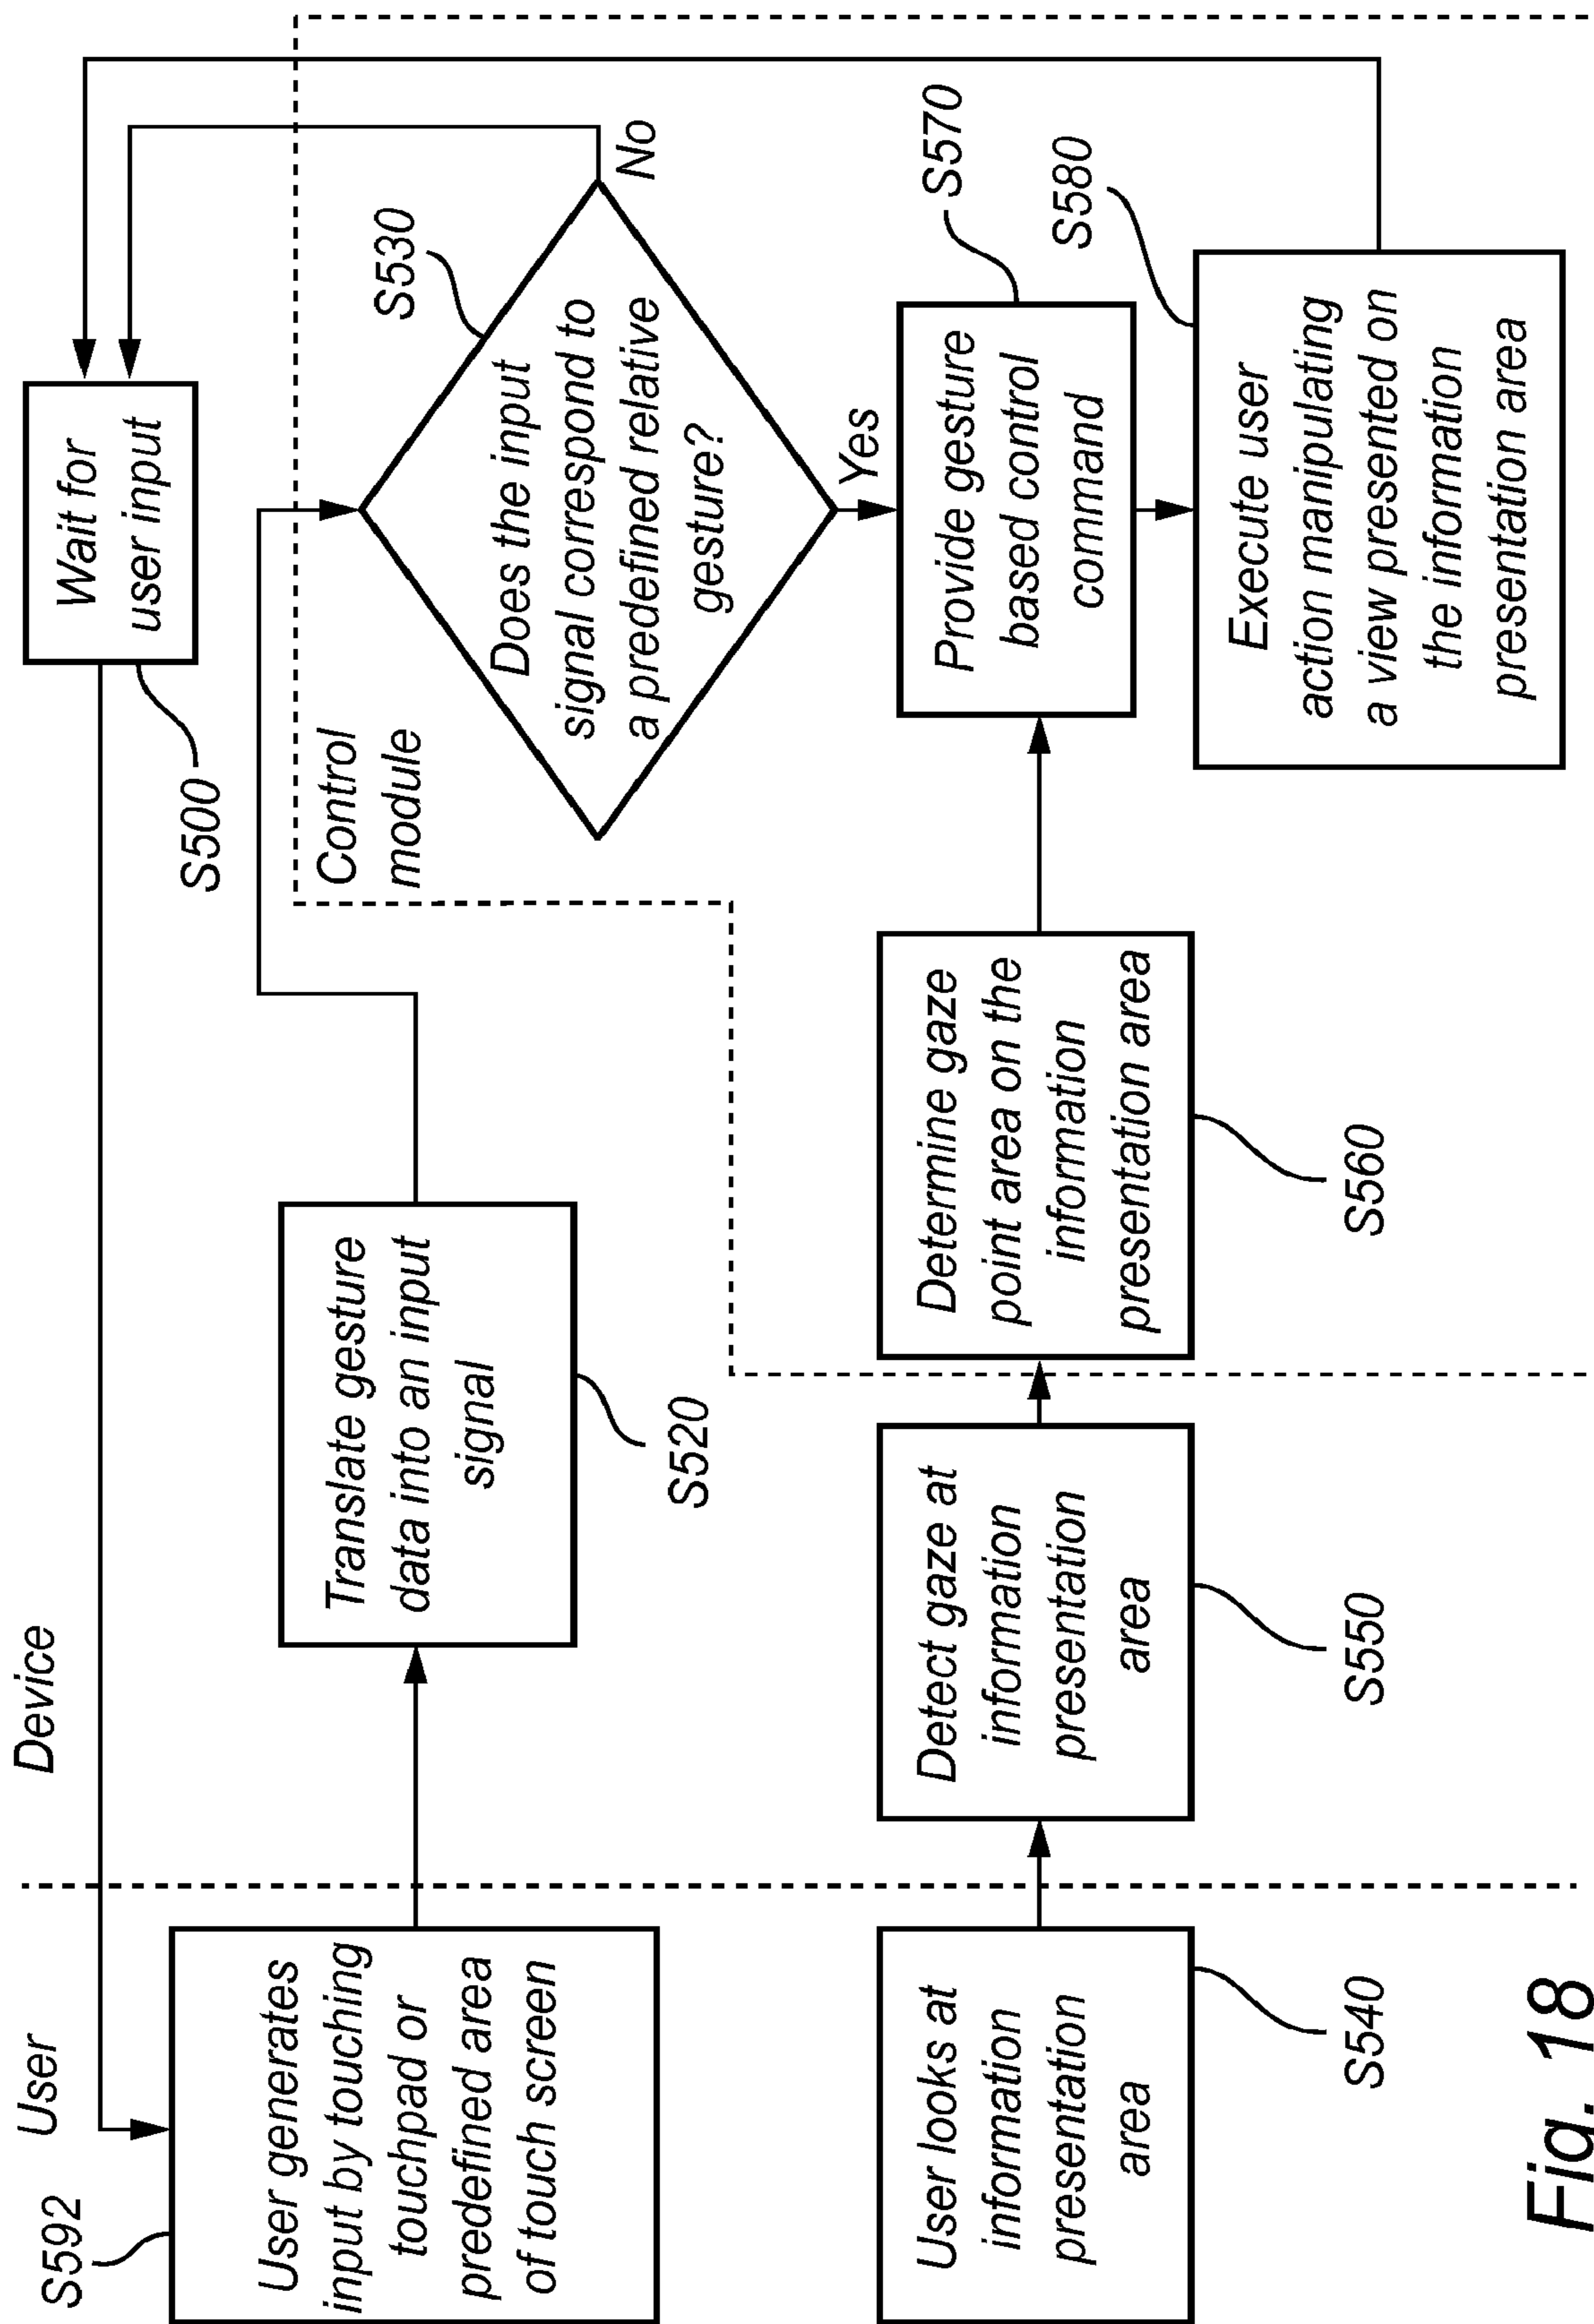 User
Device
S592
User generates
input by touching
touchpad or
predefined area
of touch screen
Translate gesture
data into an input
signal
S520
Wait for
user input
S500
Control
module
S530
Does the input
signal correspond to
a predefined relative
gesture?
No
Yes
User looks at
information
presentation
area
S540
Detect gaze at
information
presentation
area
S550
Determine gaze
point area on the
information
presentation area
S560
Provide gesture
based control
command
S570
Execute user
action manipulating
a view presented on
the information
presentation area
S580
Fig. 18